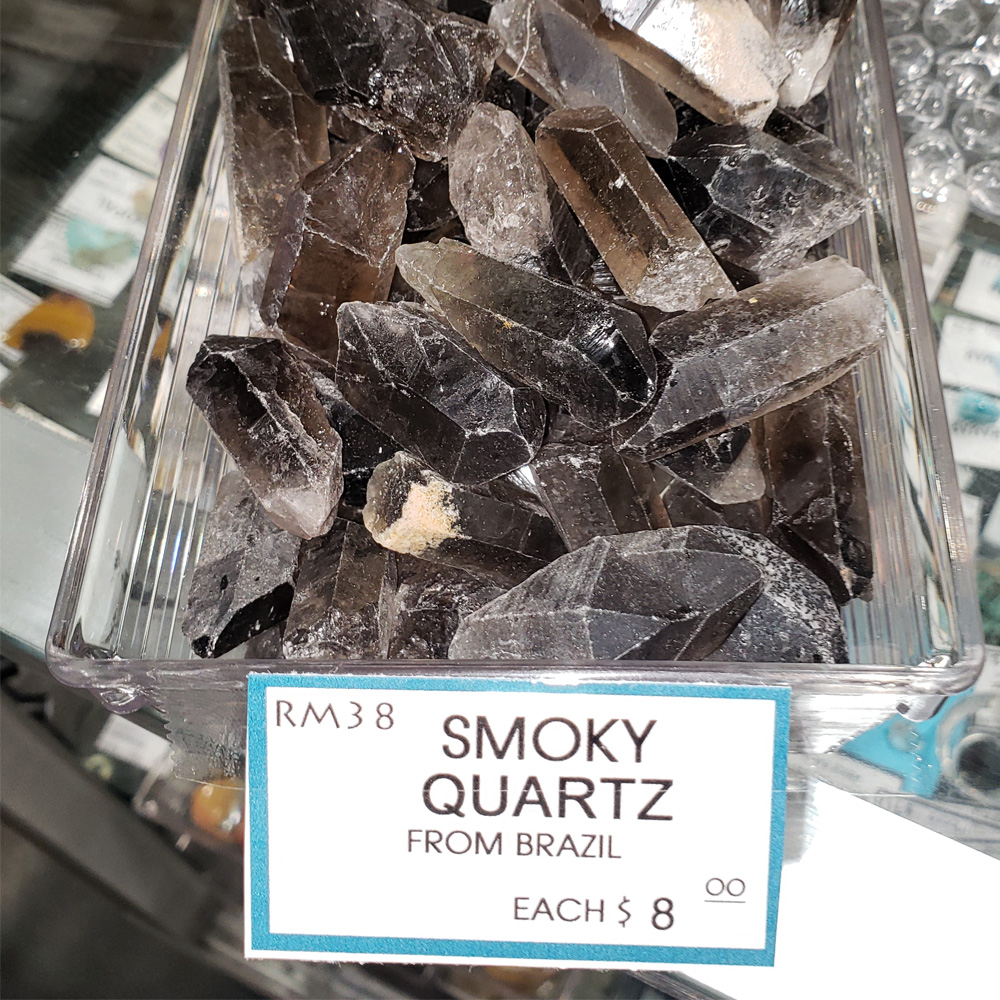 RM38
SMOKY
QUARTZ
FROM BRAZIL
EACH $ 8 00